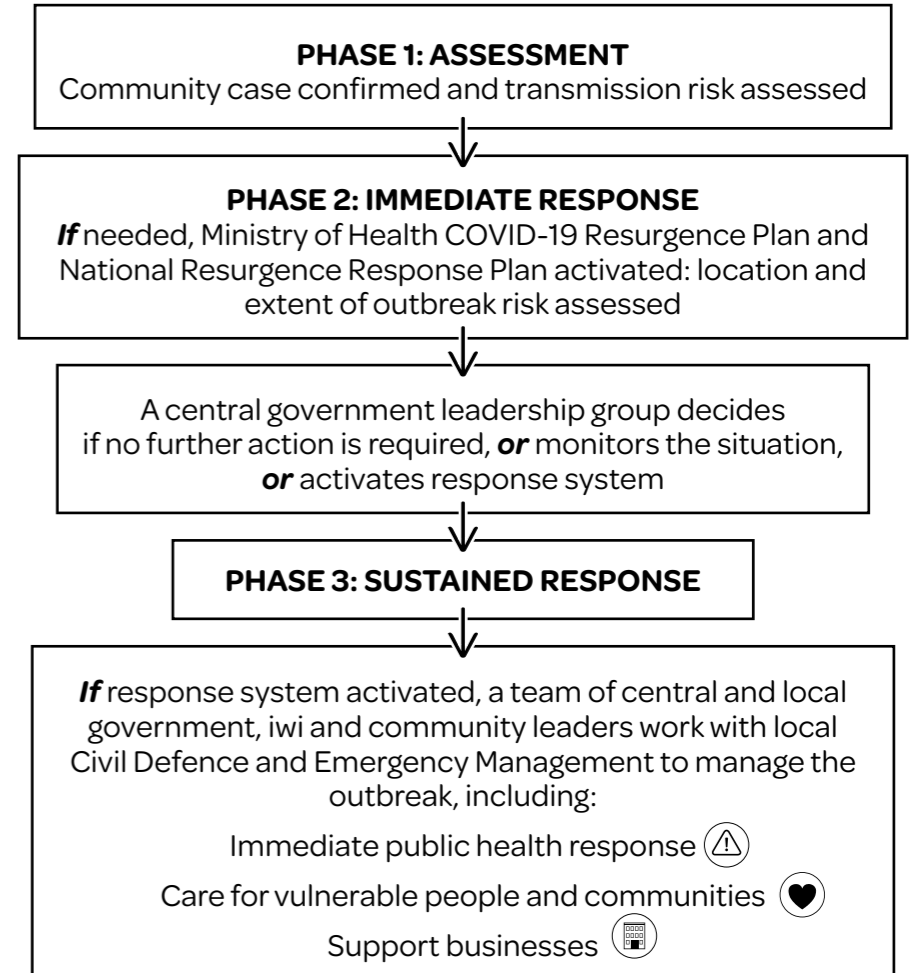 PHASE 1: ASSESSMENT
Community case confirmed and transmission risk assessed
PHASE 2: IMMEDIATE RESPONSE
If needed, Ministry of Health COVID-19 Resurgence Plan and
National Resurgence Response Plan activated: location and
extent of outbreak risk assessed
A central government leadership group decides
if no further action is required, or monitors the situation,
or activates response system
PHASE 3: SUSTAINED RESPONSE
If response system activated, a team of central and local
government, iwi and community leaders work with local
Civil Defence and Emergency Management to manage the
outbreak, including:
Immediate public health response
Care for vulnerable people and communities
Support businesses